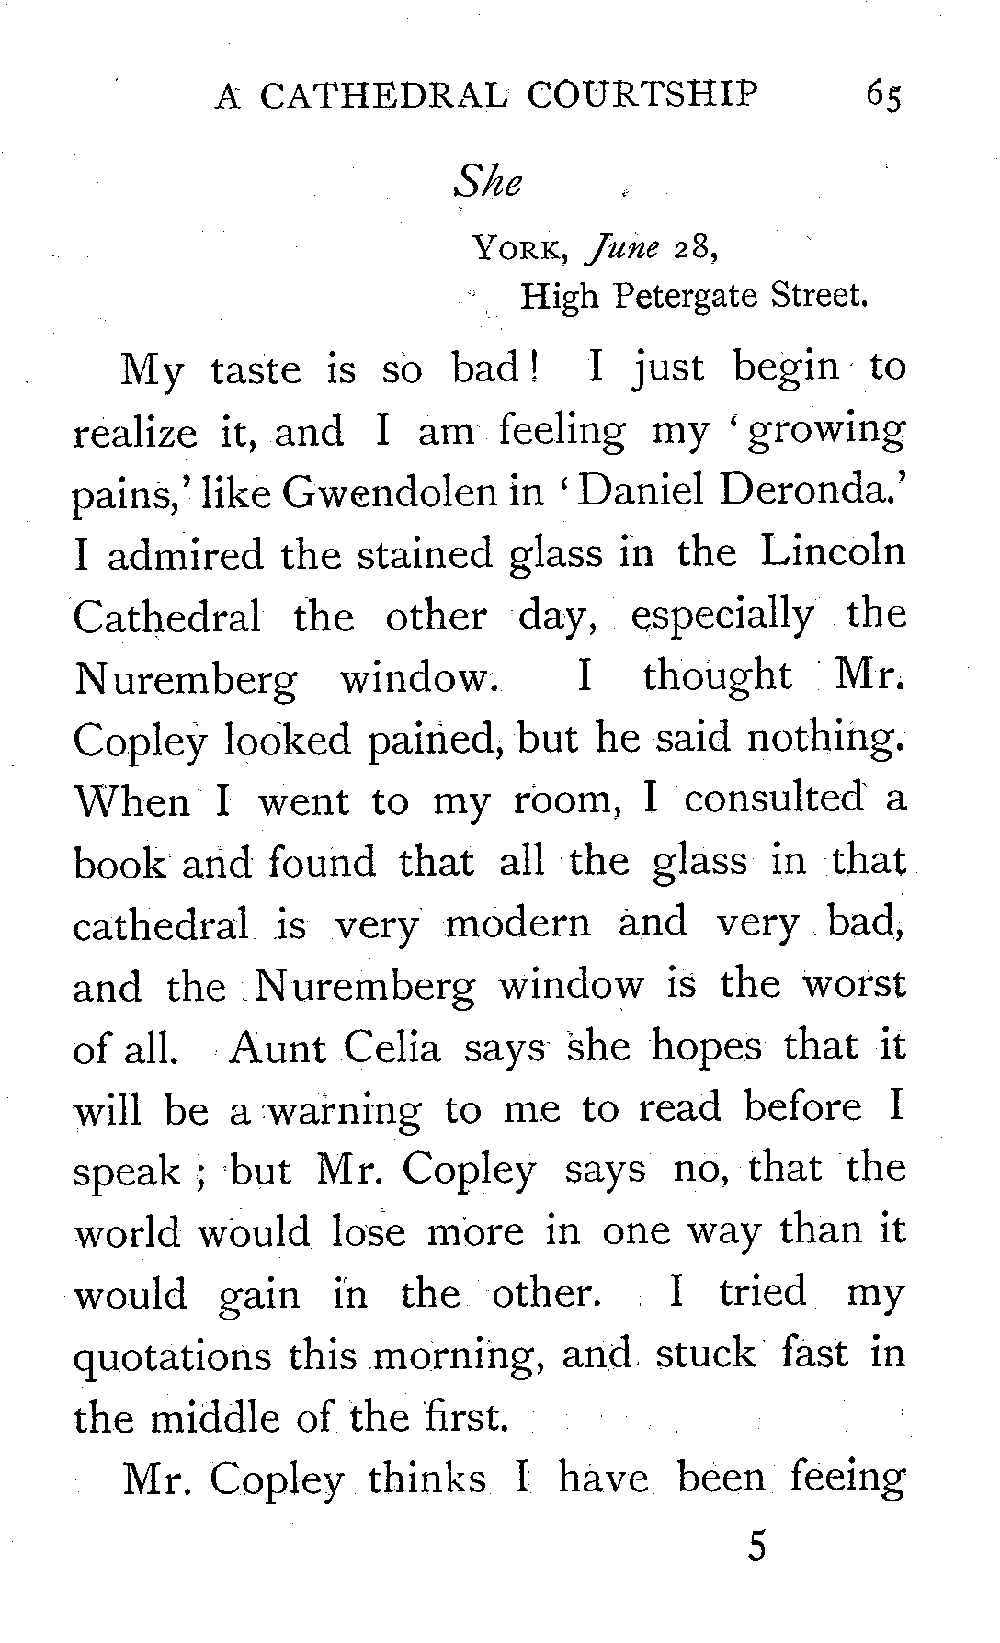 A CATHEDRAL COURTSHIP 65
She
YORK, June 28,
High Petergate Street.
My taste is so bad! I just begin to
realize it, and I am feeling my ‘growing
pains,’ like Gwendolen in ‘Daniel Deronda.’
I admired the stained glass in the Lincoln
Cathedral the other day, especially the
Nuremberg window. I thought Mr.
Copley looked pained, but he said nothing.
When I went to my room, I consulted a
book and found that all the glass in that
cathedral is very modern and very bad,
and the Nuremberg window is the worst
of all. Aunt Celia says she hopes that it
will be a warning to me to read before I
speak ; but Mr. Copley says no, that the
world would lose more in one way than it
would gain in the other. I tried my
quotations this morning, and stuck fast in
the middle of the first.
Mr. Copley thinks I have been feeing
5